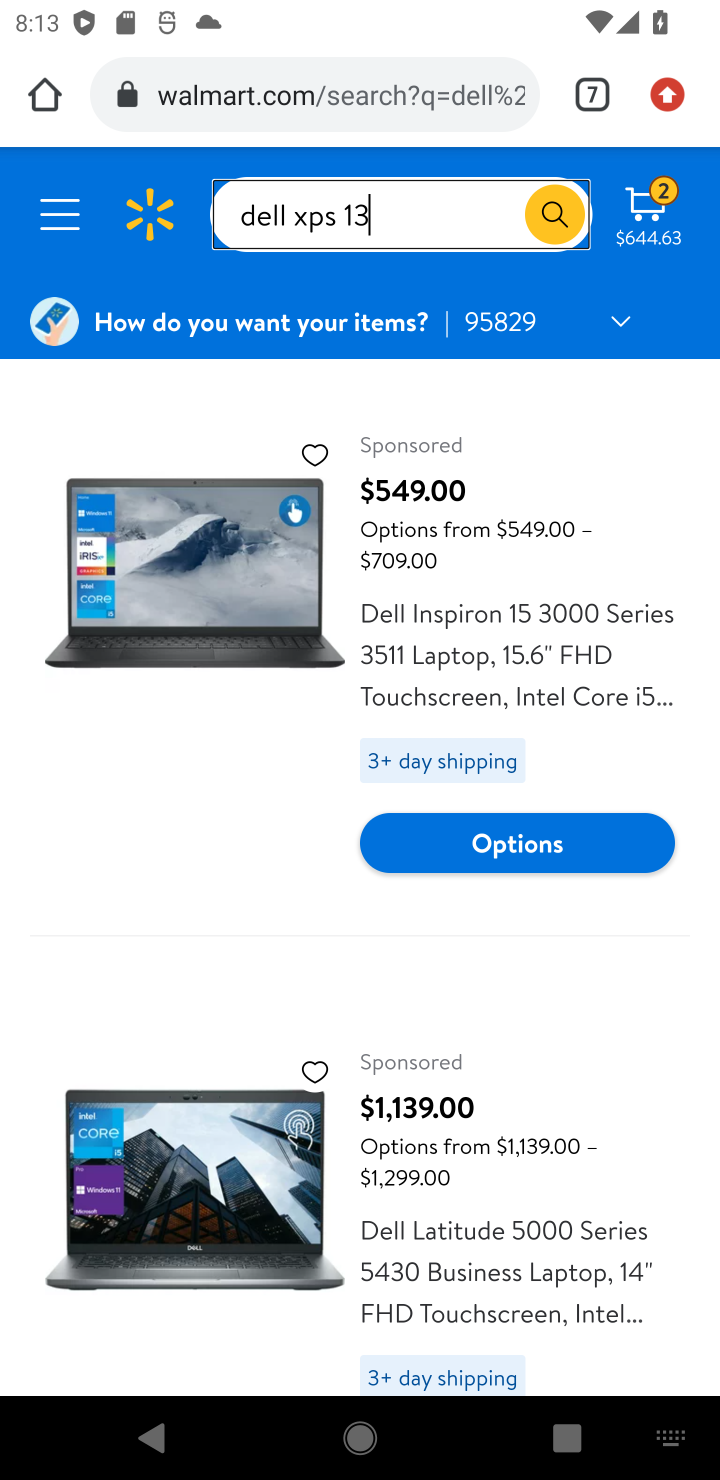 8:13
walmart.com/search?q=dell%2
7
dell xps 13
2
$644.63
How do you want your items? | 95829
Sponsored
$549.00
Options from $549.00 –
$709.00
Dell Inspiron 15 3000 Series
3511 Laptop, 15.6" FHD
Touchscreen, Intel Core i5...
3+ day shipping
Options
Sponsored
$1,139.00
Options from $1,139.00 –
$1,299.00
Dell Latitude 5000 Series
5430 Business Laptop, 14"
FHD Touchscreen, Intel...
3+ day shipping